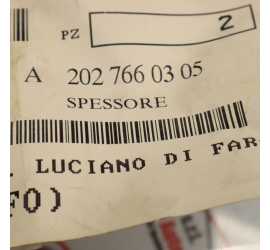 PZ 2
A 202 766 03 05
SPESSORE
LUCIANO DI FAR
FO)